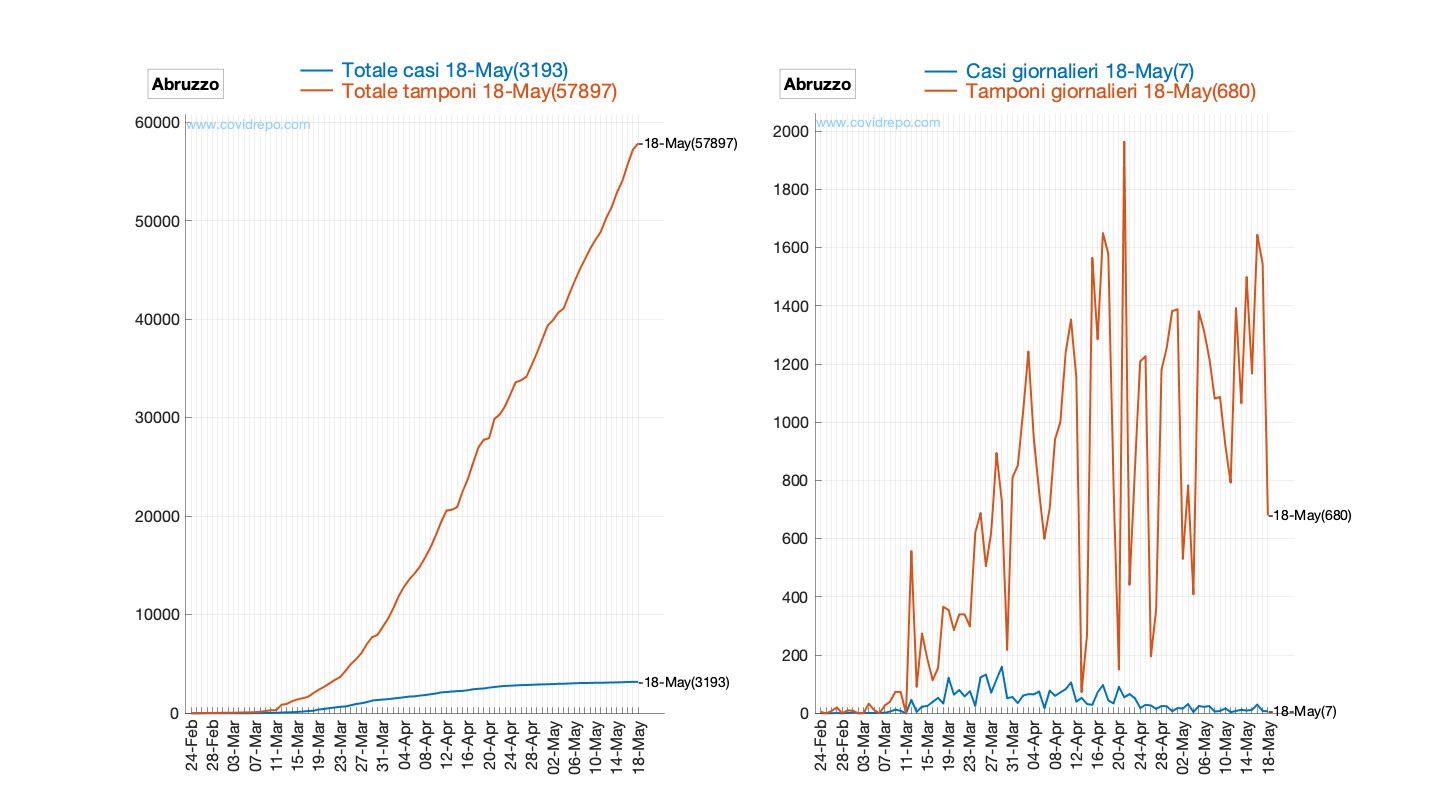 Abruzzo
Totale casi 18-May(3193)
Totale tamponi 18-May(57897)
www.covidrepo.com
60000
50000
40000
30000
20000
10000
0
18-May(57897)
18-May(3193)
24-Feb
28-Feb
03-Mar
07-Mar
11-Mar
15-Mar
19-Mar
23-Mar
27-Mar
31-Mar
04-Apr
08-Apr
12-Apr
16-Apr
20-Apr
24-Apr
28-Apr
02-May
06-May
10-May
14-May
18-May
Abruzzo
Casi giornalieri 18-May(7)
Tamponi giornalieri 18-May(680)
www.covidrepo.com
2000
1800
1600
1400
1200
1000
800
600
400
200
0
18-May(680)
18-May(7)
24-Feb
28-Feb
03-Mar
07-Mar
11-Mar
15-Mar
19-Mar
23-Mar
27-Mar
31-Mar
04-Apr
08-Apr
12-Apr
16-Apr
20-Apr
24-Apr
28-Apr
02-May
06-May
10-May
14-May
18-May